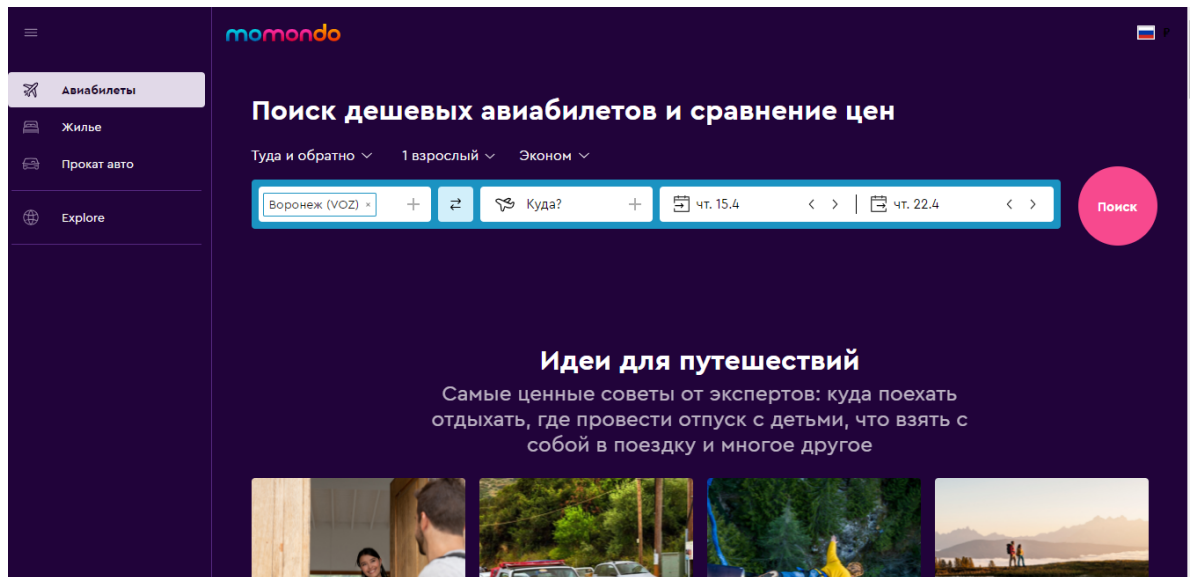 momondo
Авиабилеты
Жилье
Прокат авто
Explore
Поиск дешевых авиабилетов и сравнение цен
Туда и обратно 1 взрослый Эконом
Воронеж (VOZ) × Куда? чт. 15.4 чт. 22.4 Поиск
Идеи для путешествий
Самые ценные советы от экспертов: куда поехать
отдыхать, где провести отпуск с детьми, что взять с
собой в поездку и многое другое